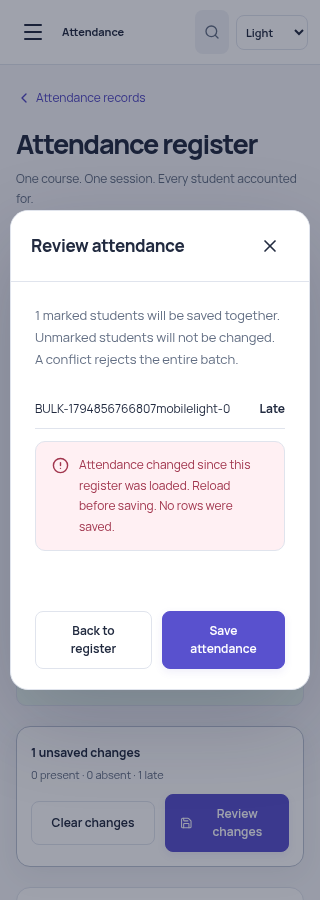 Attendance
Light
Attendance records
Attendance register
One course. One session. Every student accounted
for.
Review attendance
1 marked students will be saved together.
Unmarked students will not be changed.
A conflict rejects the entire batch.
BULK-1794856766807mobilelight-0 Late
Attendance changed since this
register was loaded. Reload
before saving. No rows were
saved.
Back to
register
Save
attendance
1 unsaved changes
0 present · 0 absent · 1 late
Clear changes
Review
changes